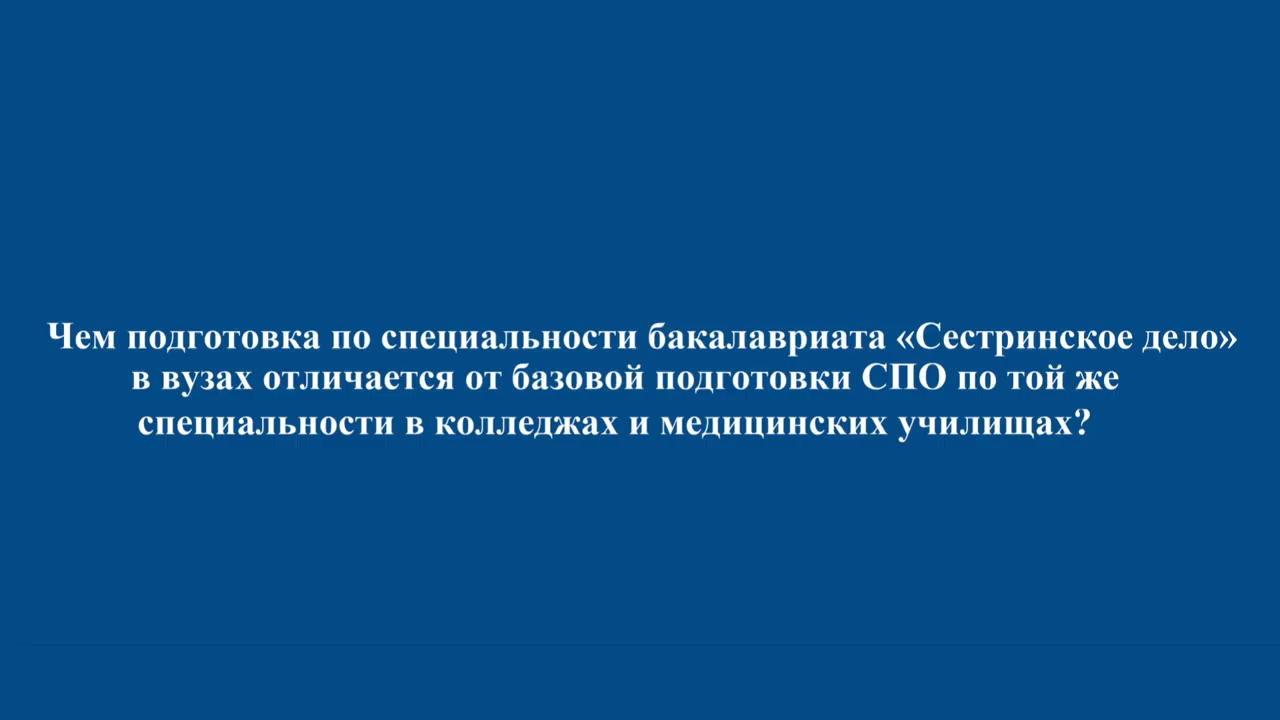 Чем подготовка по специальности бакалавриата «Сестринское дело»
в вузах отличается от базовой подготовки СПО по той же
специальности в колледжах и медицинских училищах?